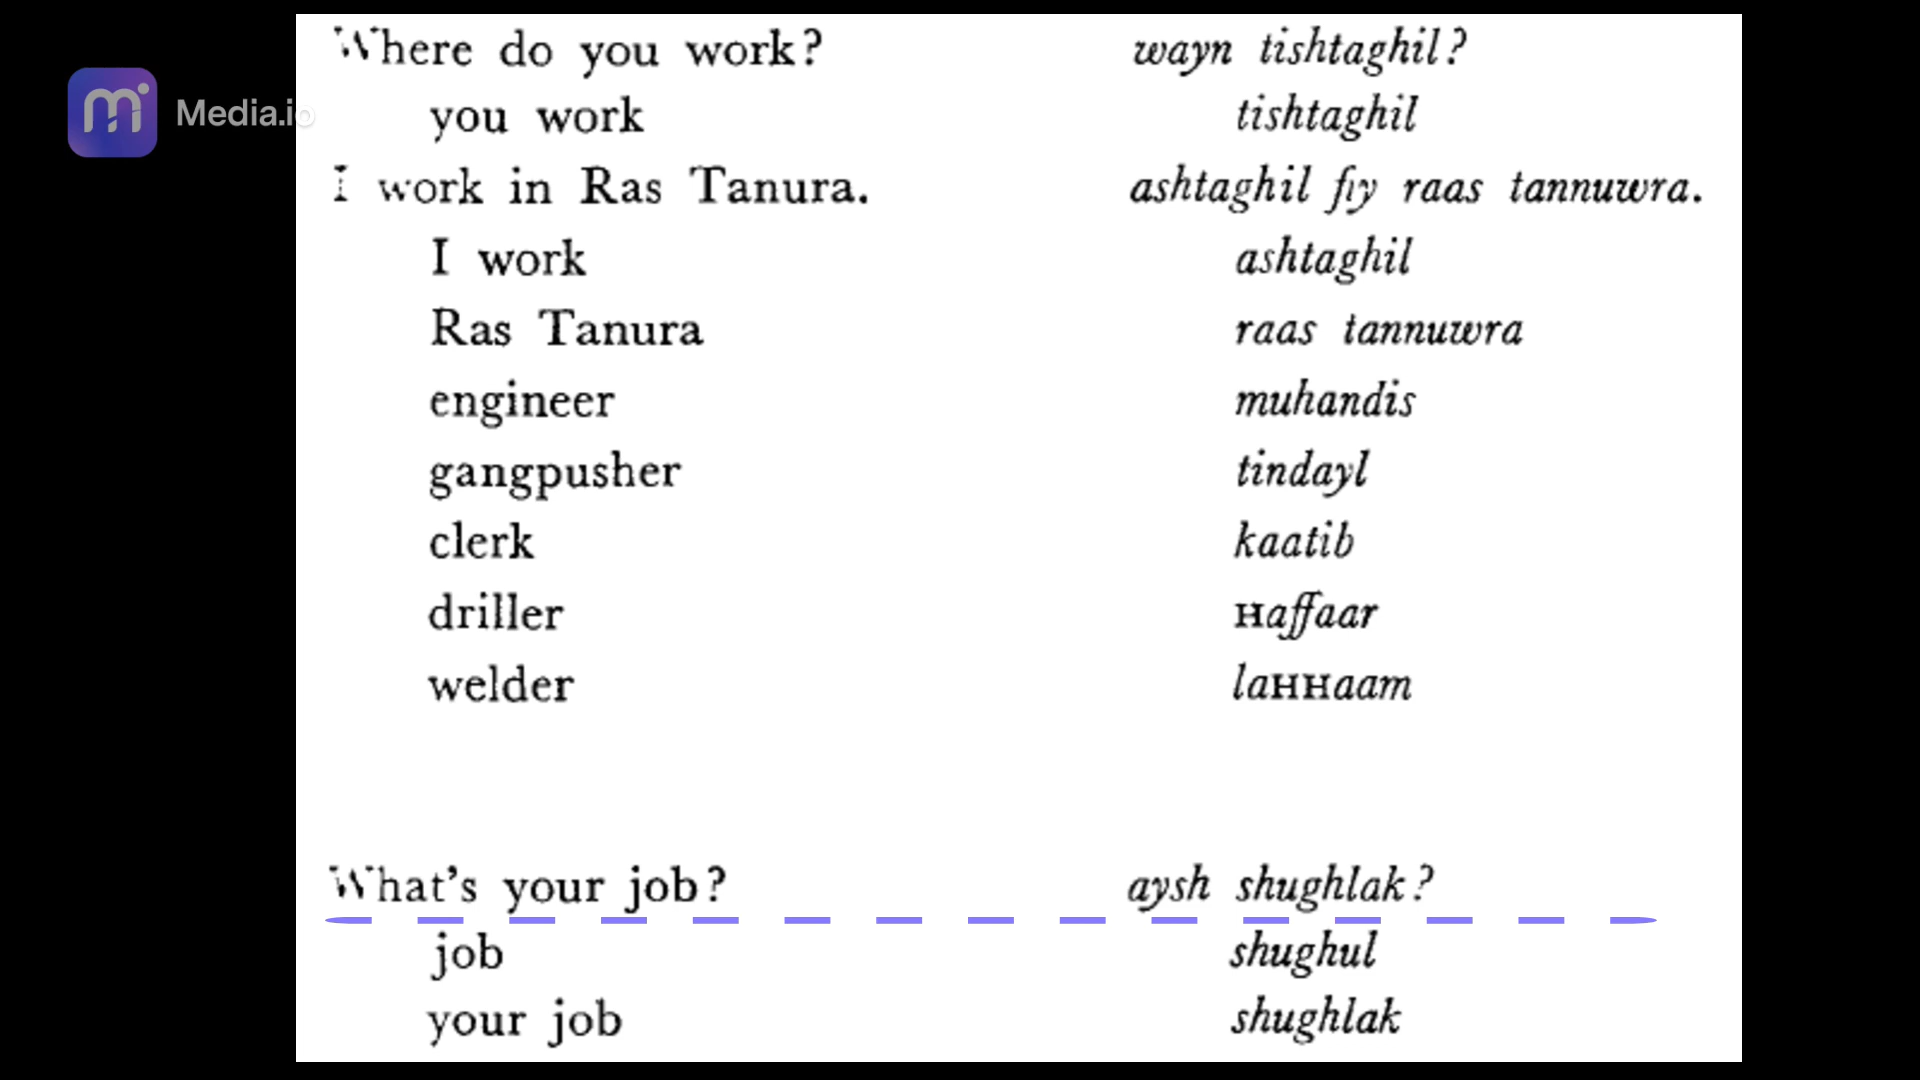 Media.io
Where do you work? wayn tishtaghil?
you work tishtaghil
I work in Ras Tanura. ashtaghil fiy raas tannuwra.
I work ashtaghil
Ras Tanura raas tannuwra
engineer muhandis
gangpusher tindayl
clerk kaatib
driller Haffaar
welder laHHaam
What's your job? aysh shughlak?
job shughul
your job shughlak